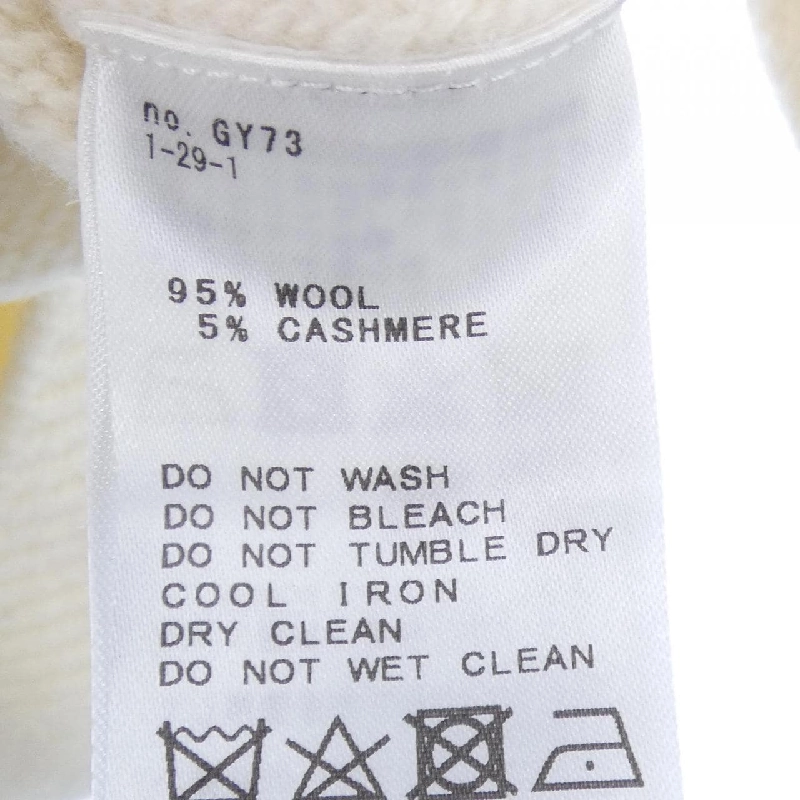 no. GY73
1-29-1
95% WOOL
5% CASHMERE
DO NOT WASH
DO NOT BLEACH
DO NOT TUMBLE DRY
COOL IRON
DRY CLEAN
DO NOT WET CLEAN